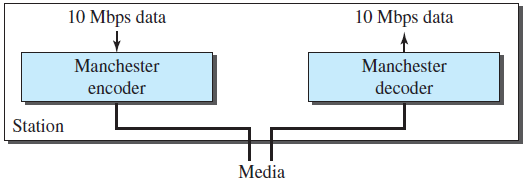 10 Mbps data
10 Mbps data
Manchester
encoder
Manchester
decoder
Station
Media